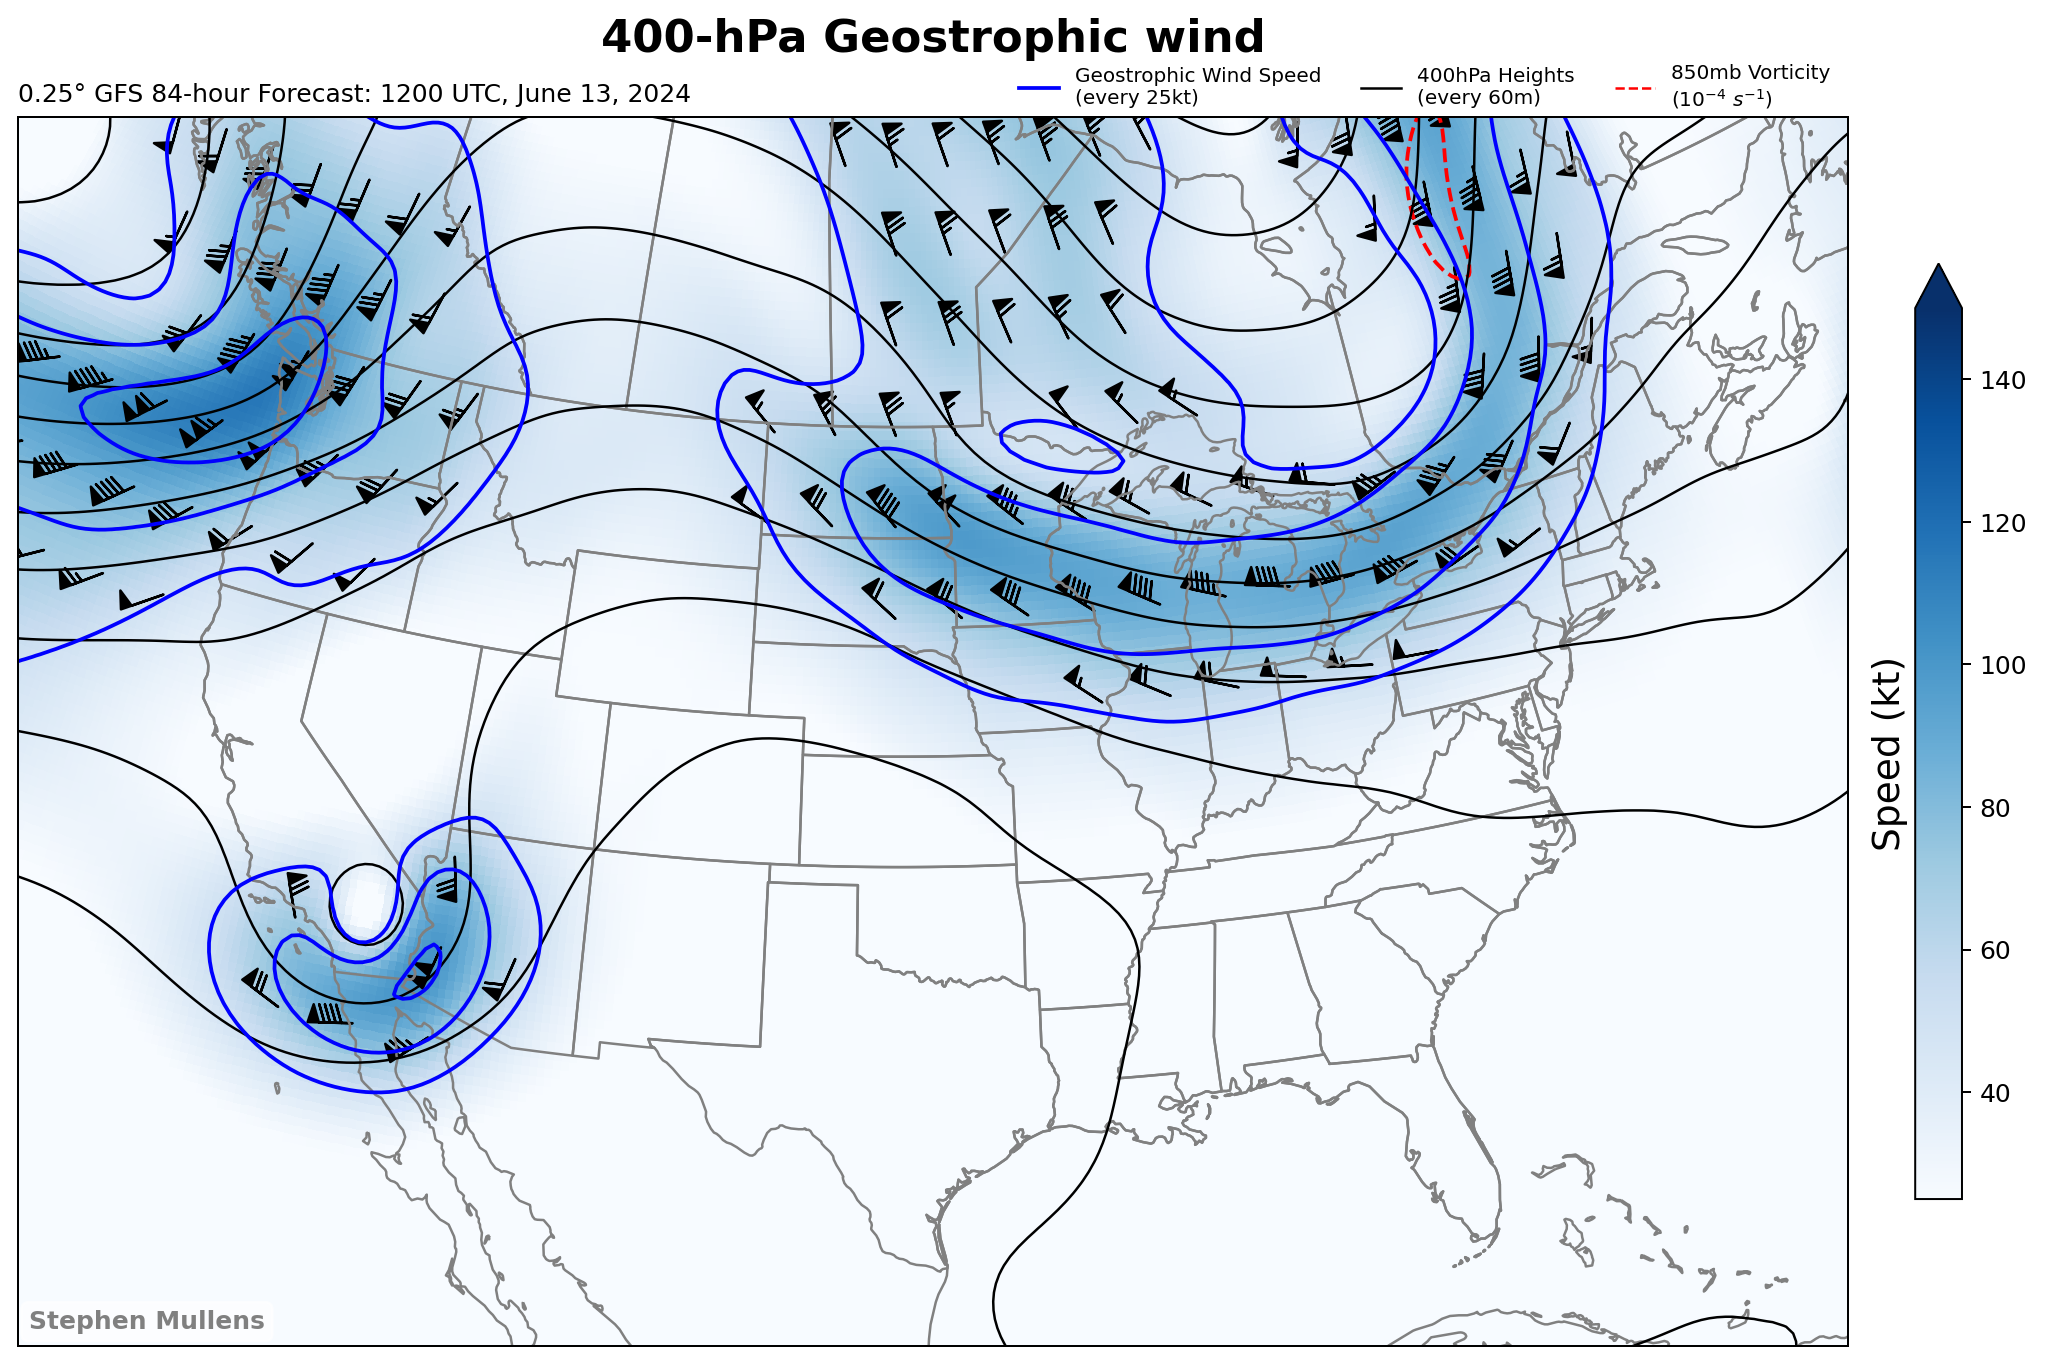 400-hPa Geostrophic wind
0.25° GFS 84-hour Forecast: 1200 UTC, June 13, 2024
Geostrophic Wind Speed
(every 25kt)
400hPa Heights
(every 60m)
850mb Vorticity
(10⁻⁴ s⁻¹)
140
120
100
80
60
40
Speed (kt)
Stephen Mullens